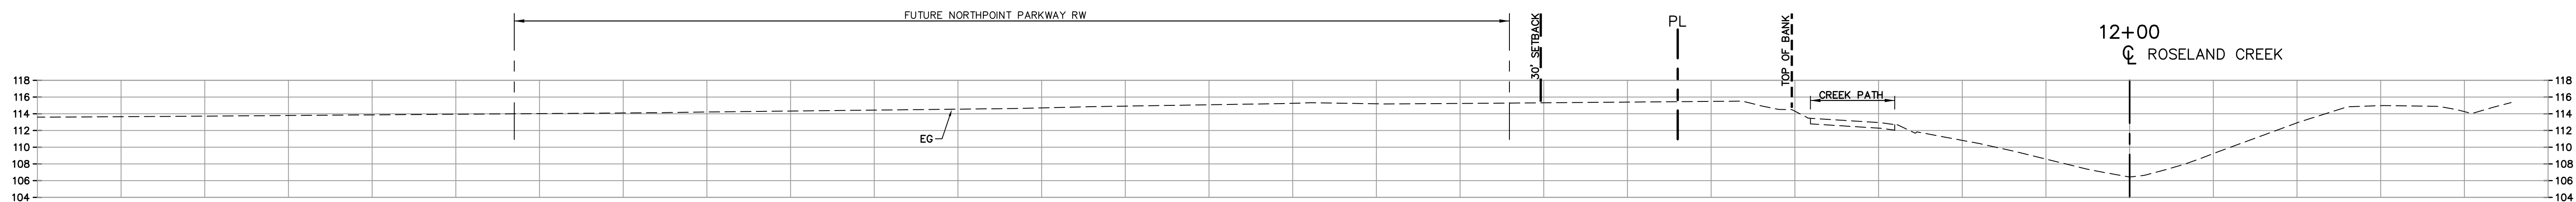 FUTURE NORTHPOINT PARKWAY RW
30' SETBACK
PL
TOP OF BANK
12+00
℄ ROSELAND CREEK
CREEK PATH
EG
118
116
114
112
110
108
106
104
118
116
114
112
110
108
106
104